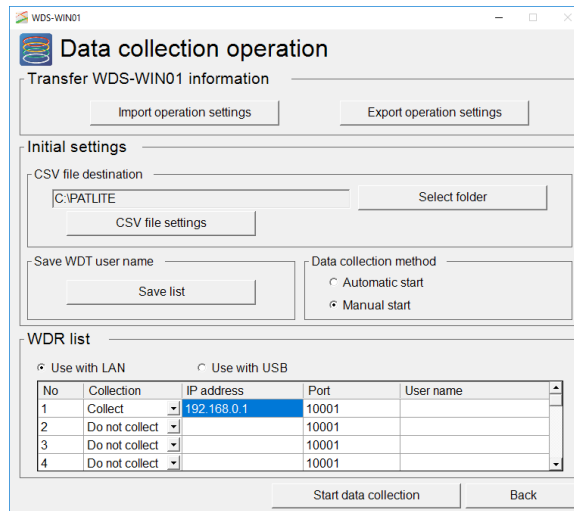 WDS-WIN01
Data collection operation
Transfer WDS-WIN01 information
Import operation settings Export operation settings
Initial settings
CSV file destination
C:\PATLITE Select folder
CSV file settings
Save WDT user name Data collection method
Save list Automatic start
Manual start
WDR list
Use with LAN Use with USB
No Collection IP address Port User name
1 Collect 192.168.0.1 10001
2 Do not collect 10001
3 Do not collect 10001
4 Do not collect 10001
Start data collection Back